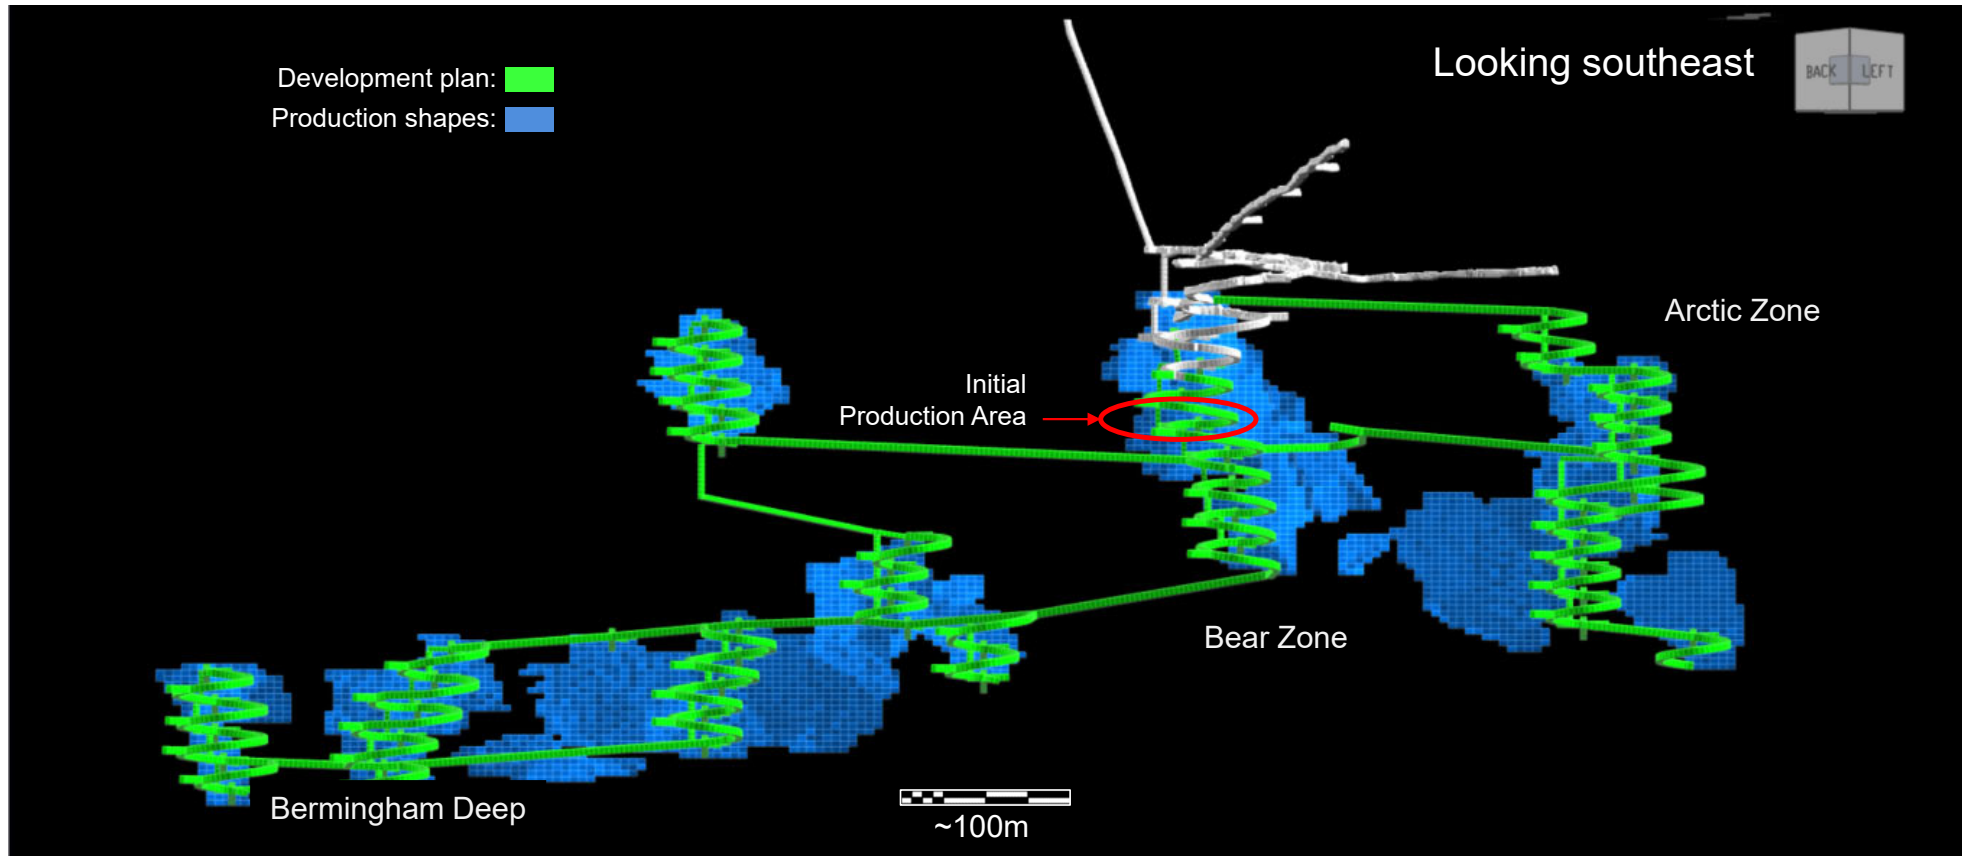 Looking southeast
BACK LEFT
Development plan:
Production shapes:
Arctic Zone
Initial
Production Area
Bear Zone
Bermingham Deep
~100m